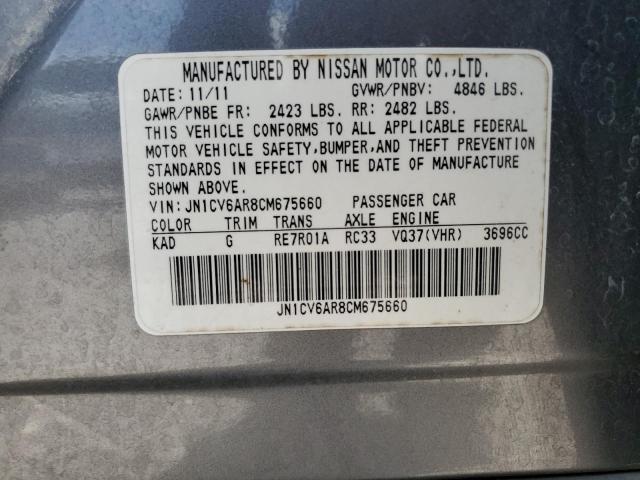 MANUFACTURED BY NISSAN MOTOR CO.,LTD.
DATE: 11/11 GVWR/PNBV: 4846 LBS.
GAWR/PNBE FR: 2423 LBS. RR: 2482 LBS.
THIS VEHICLE CONFORMS TO ALL APPLICABLE FEDERAL
MOTOR VEHICLE SAFETY,BUMPER,AND THEFT PREVENTION
STANDARDS IN EFFECT ON THE DATE OF MANUFACTURE
SHOWN ABOVE.
VIN: JN1CV6AR8CM675660 PASSENGER CAR
COLOR TRIM TRANS AXLE ENGINE
KAD G RE7R01A RC33 VQ37(VHR) 3696CC
JN1CV6AR8CM675660